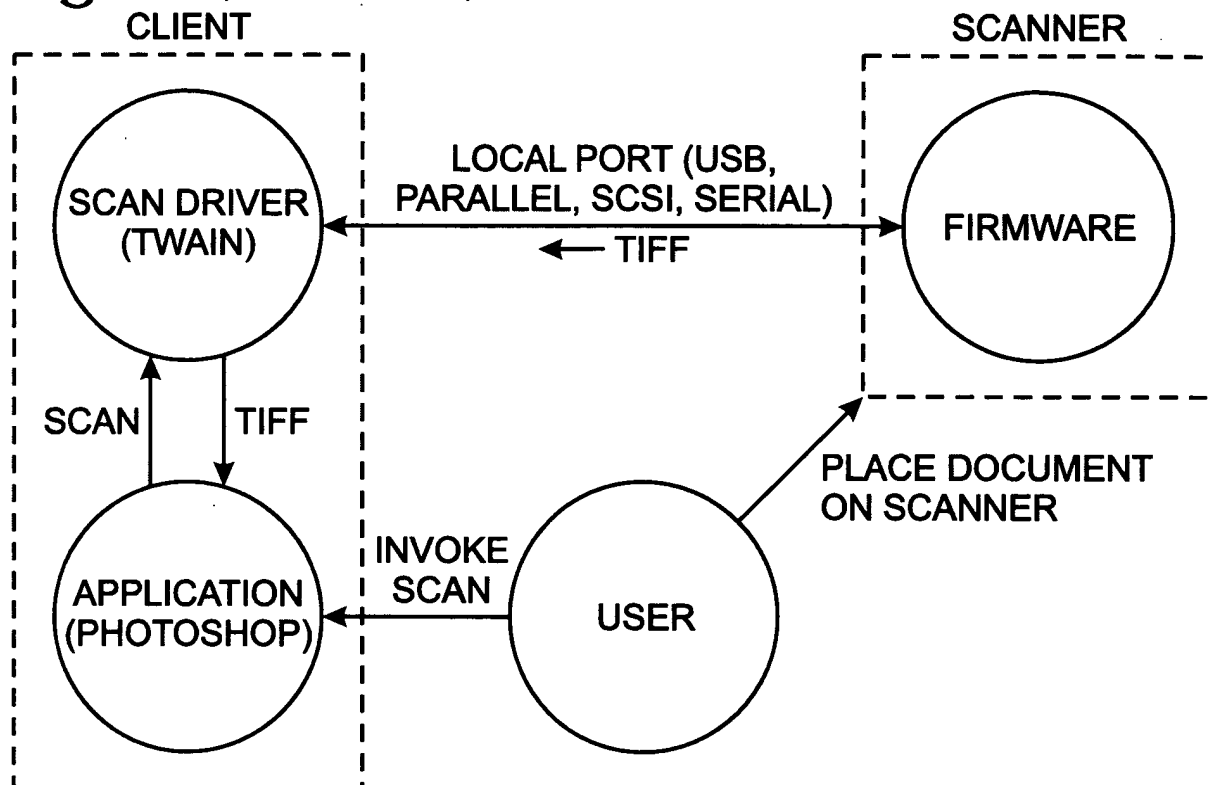 CLIENT
SCANNER
LOCAL PORT (USB,
PARALLEL, SCSI, SERIAL)
TIFF
SCAN DRIVER
(TWAIN)
FIRMWARE
SCAN
TIFF
PLACE DOCUMENT
ON SCANNER
INVOKE
SCAN
APPLICATION
(PHOTOSHOP)
USER